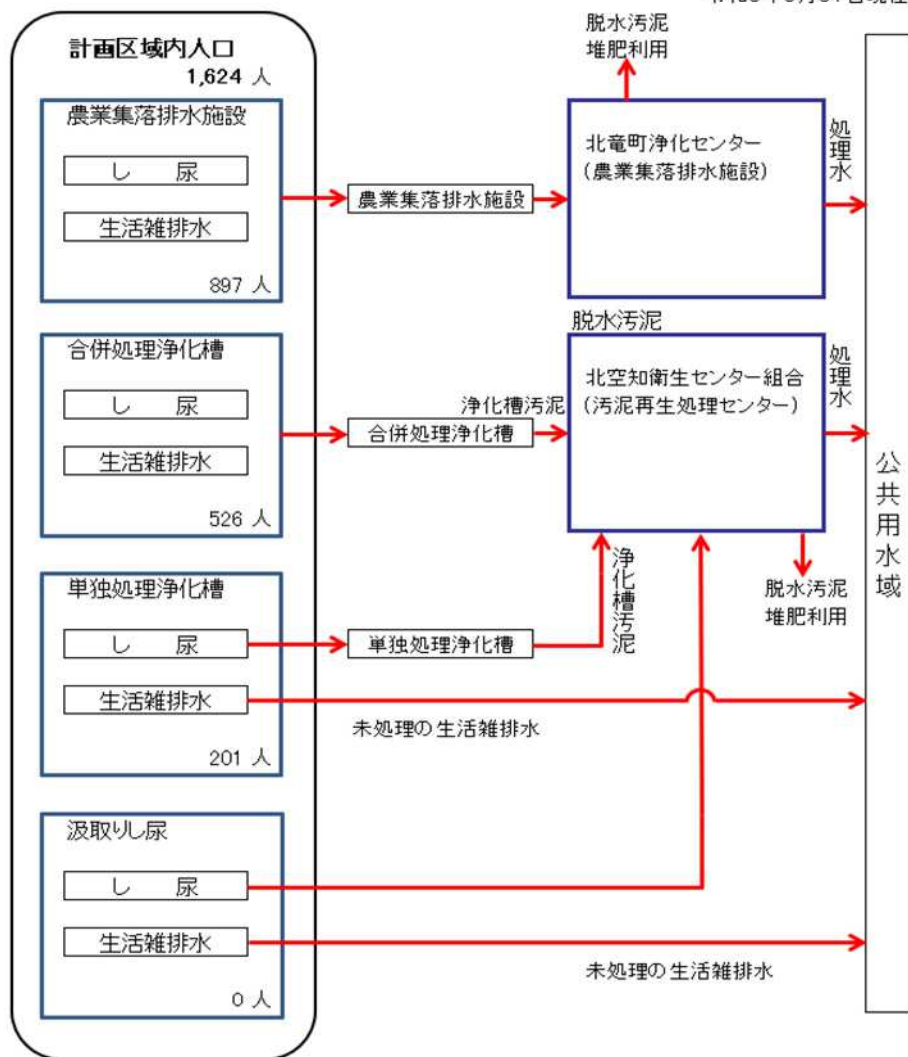 計画区域内人口
1,624 人
農業集落排水施設
し 尿
生活雑排水
897 人
農業集落排水施設
脱水汚泥
堆肥利用
北竜町浄化センター
(農業集落排水施設)
処理水
合併処理浄化槽
し 尿
生活雑排水
526 人
浄化槽汚泥
合併処理浄化槽
脱水汚泥
北空知衛生センター組合
(汚泥再生処理センター)
処理水
脱水汚泥
堆肥利用
単独処理浄化槽
し 尿
生活雑排水
201 人
単独処理浄化槽
浄化槽汚泥
未処理の生活雑排水
汲取りし尿
し 尿
生活雑排水
0 人
未処理の生活雑排水
公共用水域